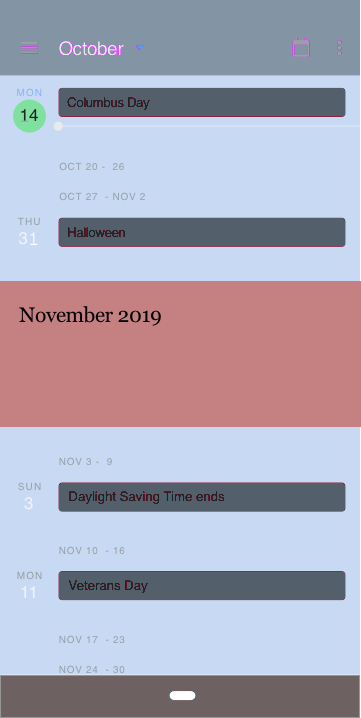 October
MON
14
Columbus Day
OCT 20 - 26
OCT 27 - NOV 2
THU
31
Halloween
November 2019
NOV 3 - 9
SUN
3
Daylight Saving Time ends
NOV 10 - 16
MON
11
Veterans Day
NOV 17 - 23
NOV 24 - 30